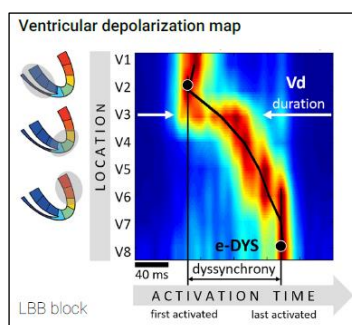 Ventricular depolarization map
V1
V2
V3
V4
V5
V6
V7
V8
LOCATION
Vd
duration
e-DYS
40 ms
dyssynchrony
LBB block
ACTIVATION TIME
first activated
last activated